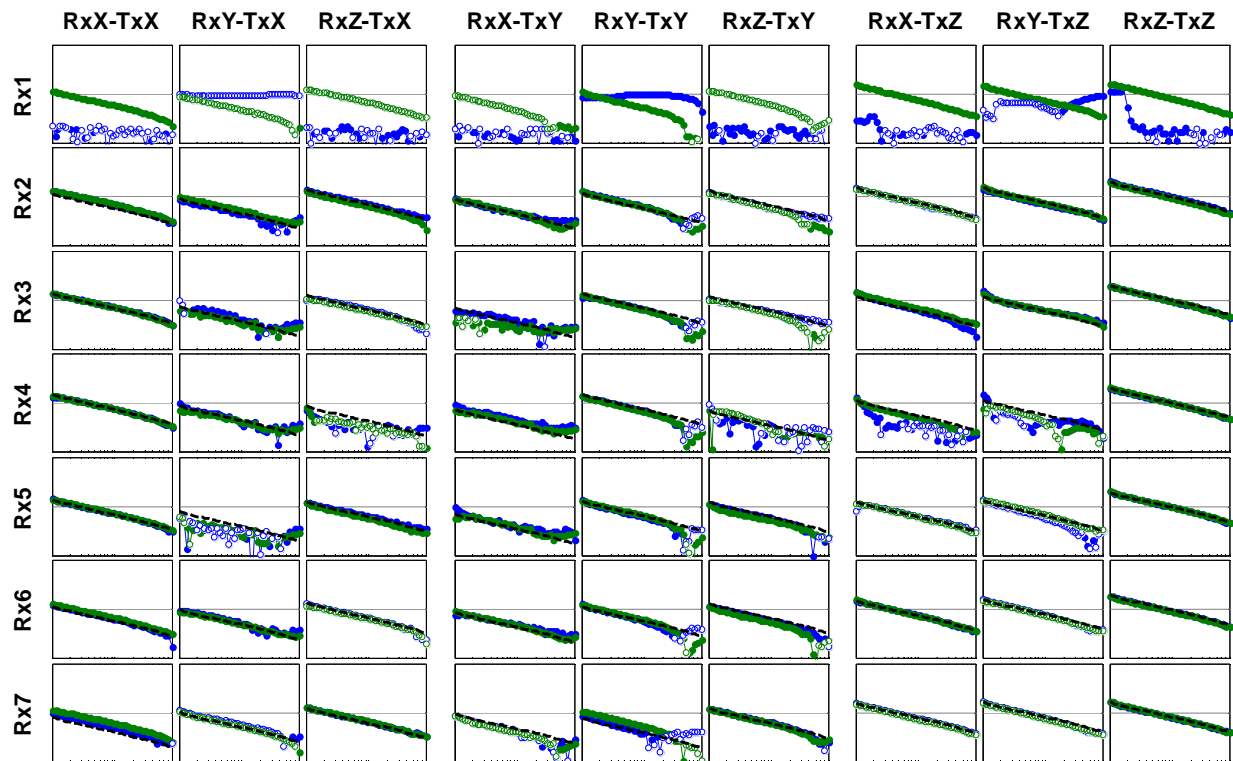 RxX-TxX RxY-TxX RxZ-TxX RxX-TxY RxY-TxY RxZ-TxY RxX-TxZ RxY-TxZ RxZ-TxZ
Rx1
Rx2
Rx3
Rx4
Rx5
Rx6
Rx7